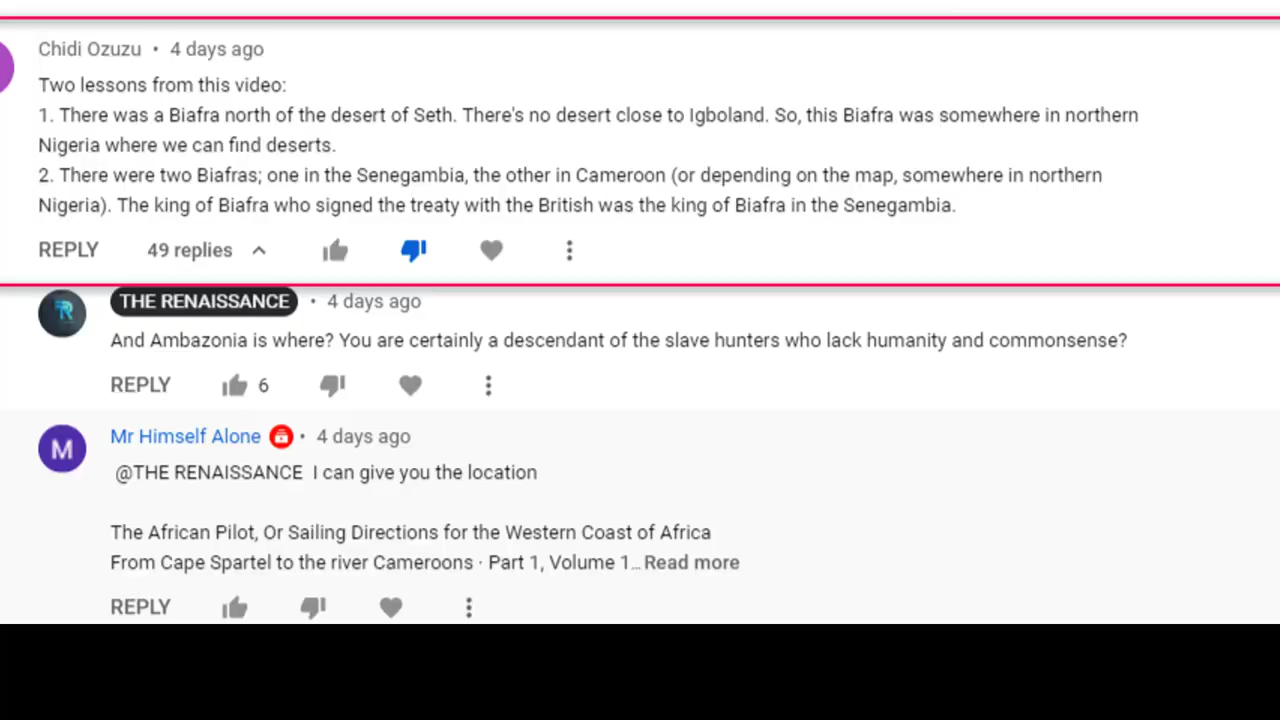 Chidi Ozuzu • 4 days ago
Two lessons from this video:
1. There was a Biafra north of the desert of Seth. There's no desert close to Igboland. So, this Biafra was somewhere in northern
Nigeria where we can find deserts.
2. There were two Biafras; one in the Senegambia, the other in Cameroon (or depending on the map, somewhere in northern
Nigeria). The king of Biafra who signed the treaty with the British was the king of Biafra in the Senegambia.
REPLY 49 replies
THE RENAISSANCE • 4 days ago
And Ambazonia is where? You are certainly a descendant of the slave hunters who lack humanity and commonsense?
REPLY 6
M
Mr Himself Alone • 4 days ago
@THE RENAISSANCE I can give you the location
The African Pilot, Or Sailing Directions for the Western Coast of Africa
From Cape Spartel to the river Cameroons · Part 1, Volume 1... Read more
REPLY